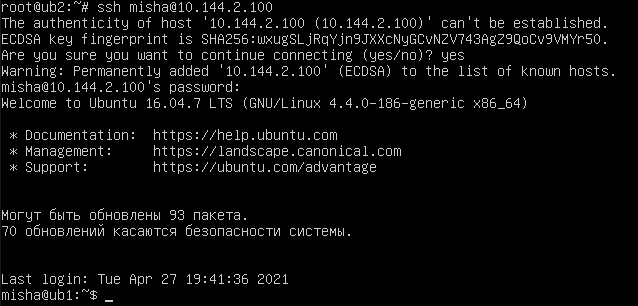 root@ub2:~# ssh misha@10.144.2.100
The authenticity of host '10.144.2.100 (10.144.2.100)' can't be established.
ECDSA key fingerprint is SHA256:wxugSLjRqYjn9JXXcNyGCvNZV743AgZ9QoCv9VMYr50.
Are you sure you want to continue connecting (yes/no)? yes
Warning: Permanently added '10.144.2.100' (ECDSA) to the list of known hosts.
misha@10.144.2.100's password:
Welcome to Ubuntu 16.04.7 LTS (GNU/Linux 4.4.0-186-generic x86_64)
* Documentation:  https://help.ubuntu.com
* Management:     https://landscape.canonical.com
* Support:        https://ubuntu.com/advantage
Могут быть обновлены 93 пакета.
70 обновлений касаются безопасности системы.
Last login: Tue Apr 27 19:41:36 2021
misha@ub1:~$ _